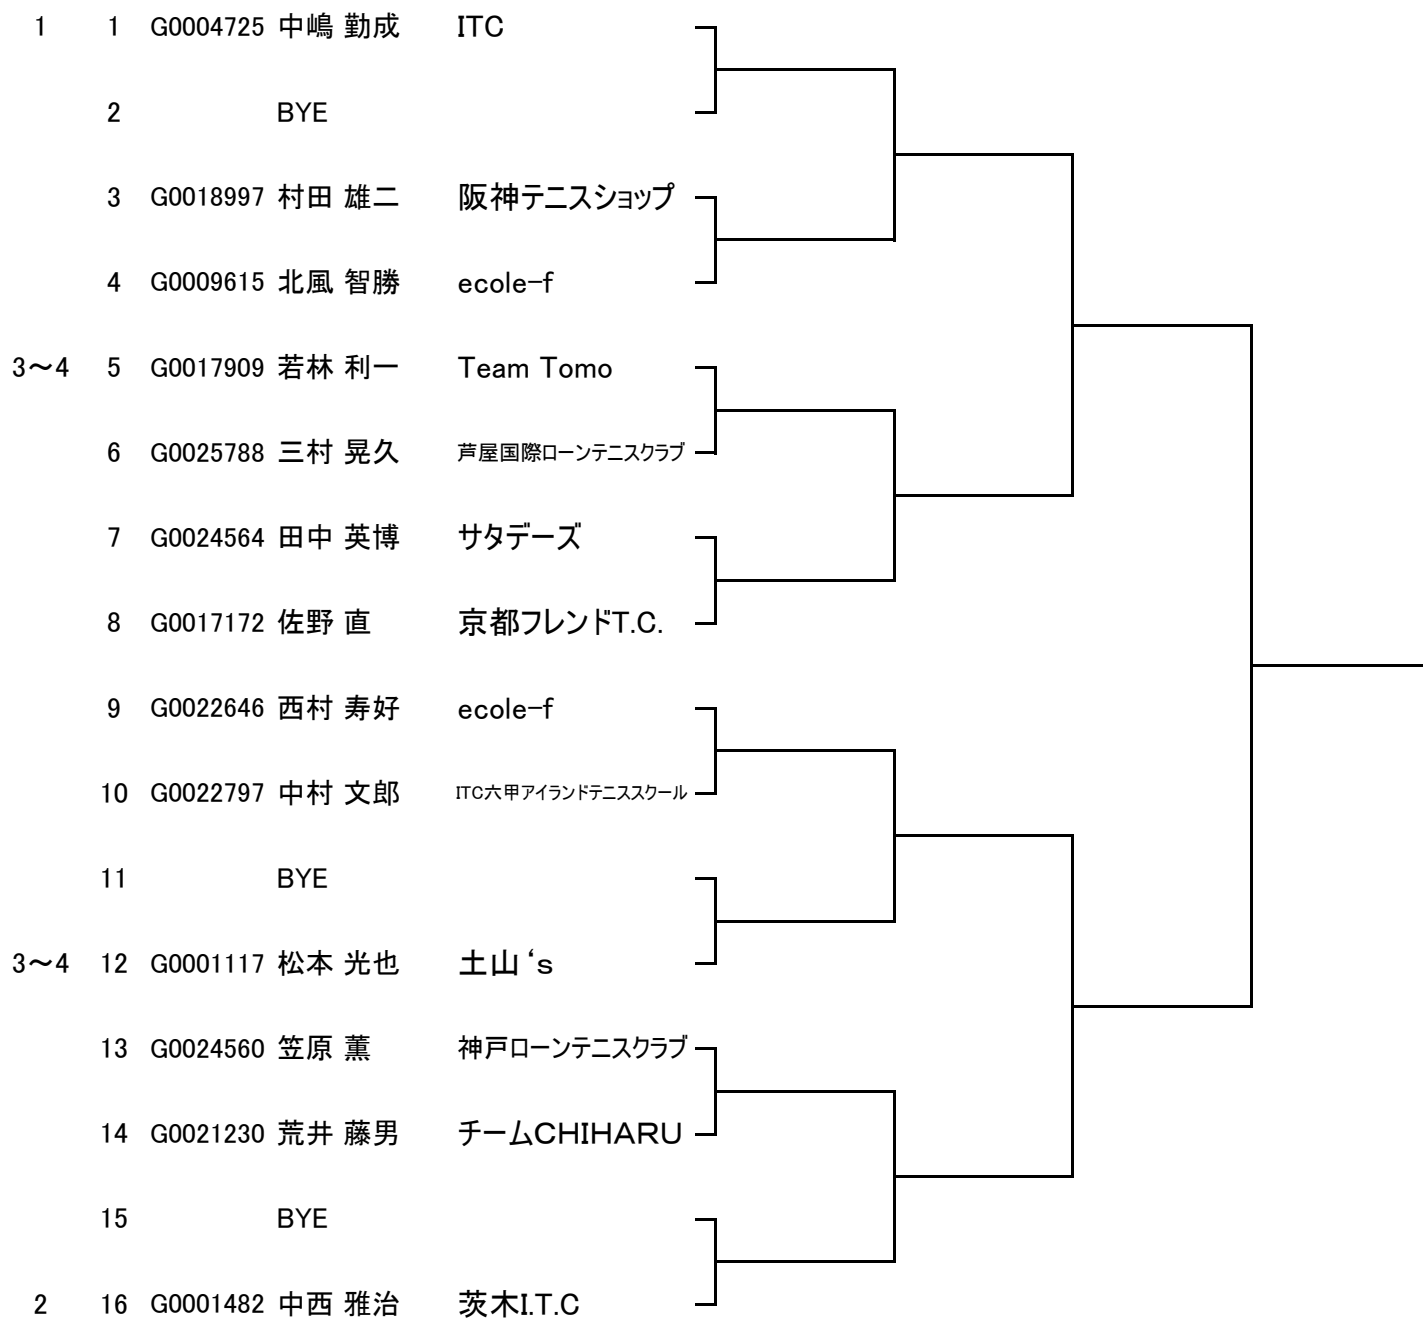 1 1 G0004725 中嶋 勤成 ITC
2 BYE
3 G0018997 村田 雄二 阪神テニスショップ
4 G0009615 北風 智勝 ecole-f
3～4 5 G0017909 若林 利一 Team Tomo
6 G0025788 三村 晃久 芦屋国際ローンテニスクラブ
7 G0024564 田中 英博 サタデーズ
8 G0017172 佐野 直 京都フレンドT.C.
9 G0022646 西村 寿好 ecole-f
10 G0022797 中村 文郎 ITC六甲アイランドテニススクール
11 BYE
3～4 12 G0001117 松本 光也 土山‘s
13 G0024560 笠原 薫 神戸ローンテニスクラブ
14 G0021230 荒井 藤男 チームCHIHARU
15 BYE
2 16 G0001482 中西 雅治 茨木I.T.C